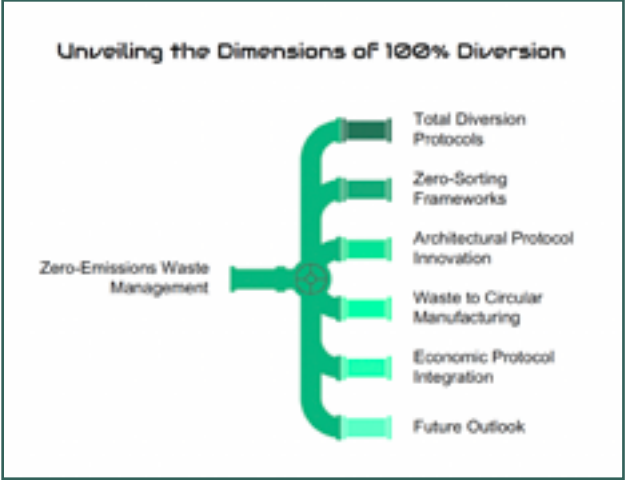 Unveiling the Dimensions of 100% Diversion
Total Diversion
Protocols
Zero-Sorting
Frameworks
Architectural Protocol
Innovation
Zero-Emissions Waste
Management
Waste to Circular
Manufacturing
Economic Protocol
Integration
Future Outlook